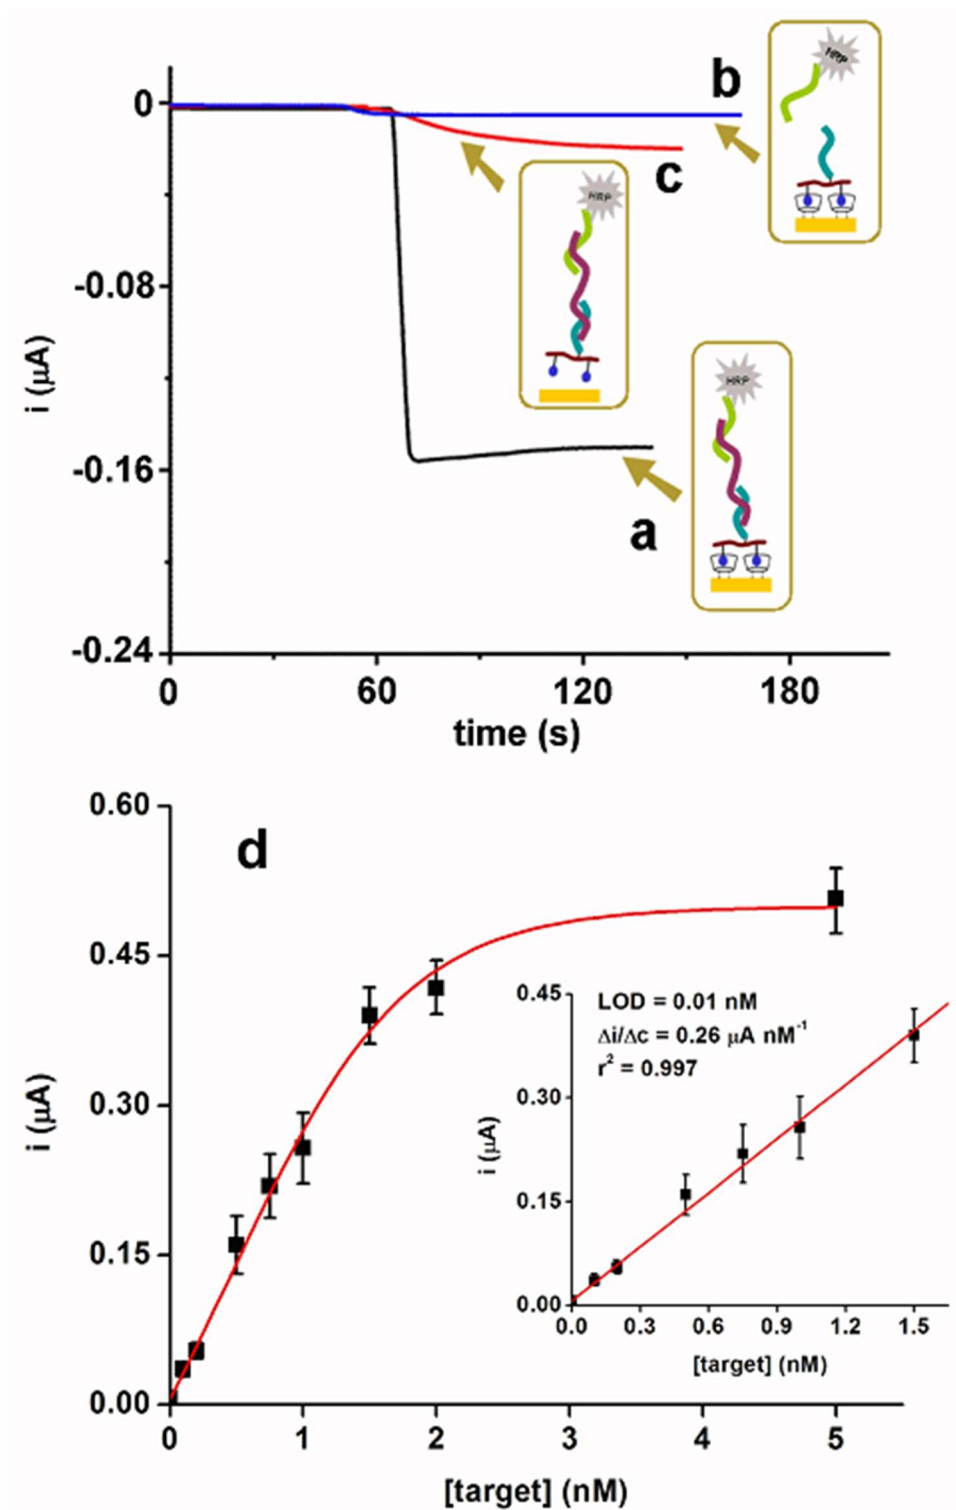 b
HRP
0
c
HRP
-0.08
i (μA)
HRP
-0.16
a
-0.24
0 60 120 180
time (s)
0.60
d
0.45
0.30
0.15
0.00
i (μA)
0 1 2 3 4 5
[target] (nM)
0.45
0.30
0.15
0.00
i (μA)
LOD = 0.01 nM
Δi/Δc = 0.26 μA nM⁻¹
r² = 0.997
0.0 0.3 0.6 0.9 1.2 1.5
[target] (nM)